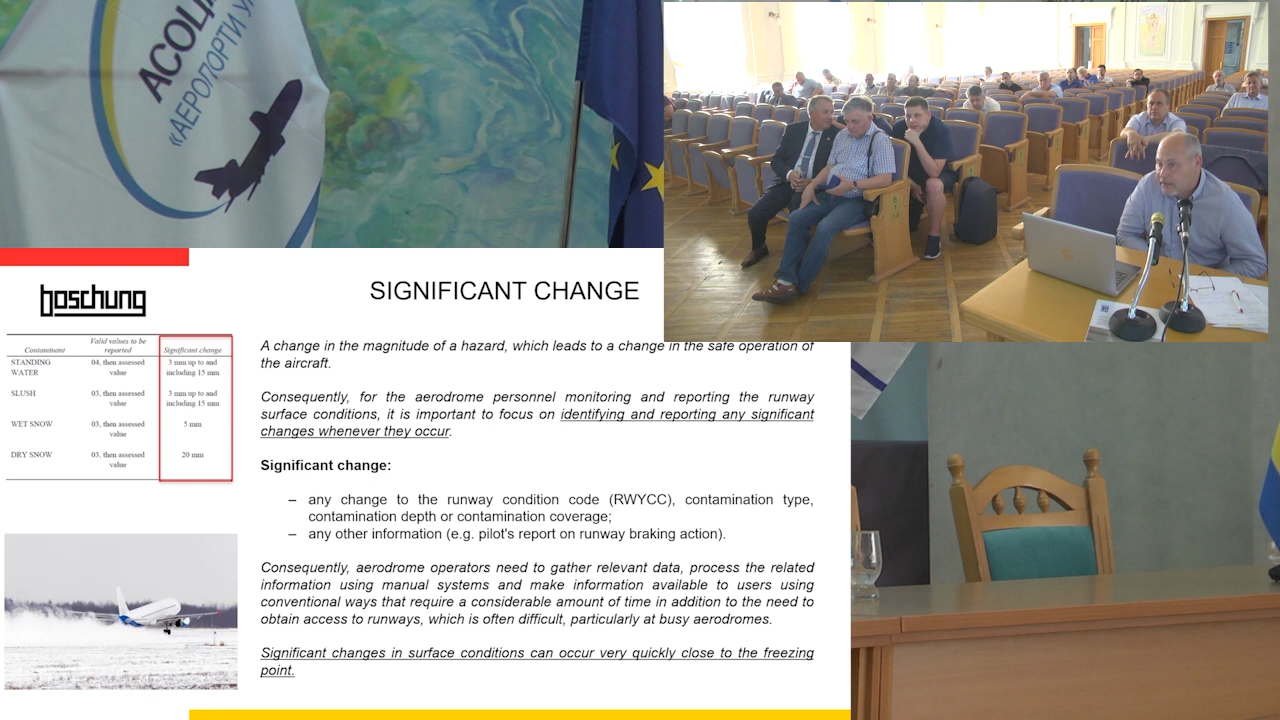 АСОЦІА
«АЕРОПОРТИ УК
boschung
SIGNIFICANT CHANGE
Contaminant
Valid values to be reported
Significant change
STANDING WATER
04, then assessed value
3 mm up to and including 15 mm
SLUSH
03, then assessed value
3 mm up to and including 15 mm
WET SNOW
03, then assessed value
5 mm
DRY SNOW
03, then assessed value
20 mm
A change in the magnitude of a hazard, which leads to a change in the safe operation of
the aircraft.
Consequently, for the aerodrome personnel monitoring and reporting the runway
surface conditions, it is important to focus on identifying and reporting any significant
changes whenever they occur.
Significant change:
– any change to the runway condition code (RWYCC), contamination type,
contamination depth or contamination coverage;
– any other information (e.g. pilot's report on runway braking action).
Consequently, aerodrome operators need to gather relevant data, process the related
information using manual systems and make information available to users using
conventional ways that require a considerable amount of time in addition to the need to
obtain access to runways, which is often difficult, particularly at busy aerodromes.
Significant changes in surface conditions can occur very quickly close to the freezing
point.